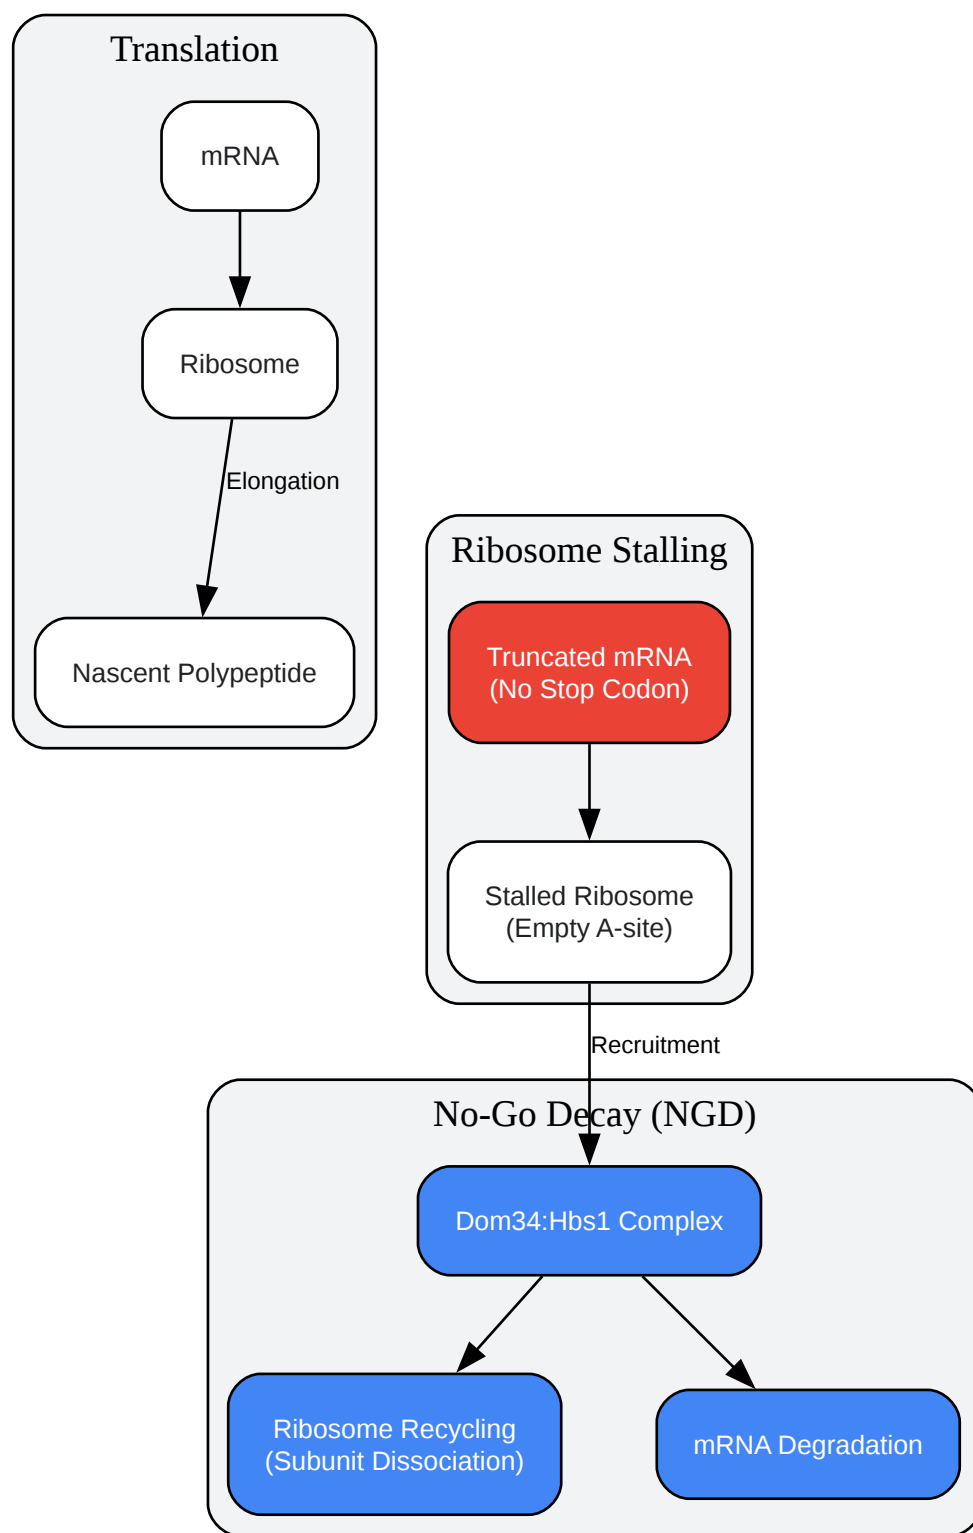 Translation
mRNA
Ribosome
Elongation
Nascent Polypeptide
Ribosome Stalling
Truncated mRNA
(No Stop Codon)
Stalled Ribosome
(Empty A-site)
Recruitment
No-Go Decay (NGD)
Dom34:Hbs1 Complex
Ribosome Recycling
(Subunit Dissociation)
mRNA Degradation